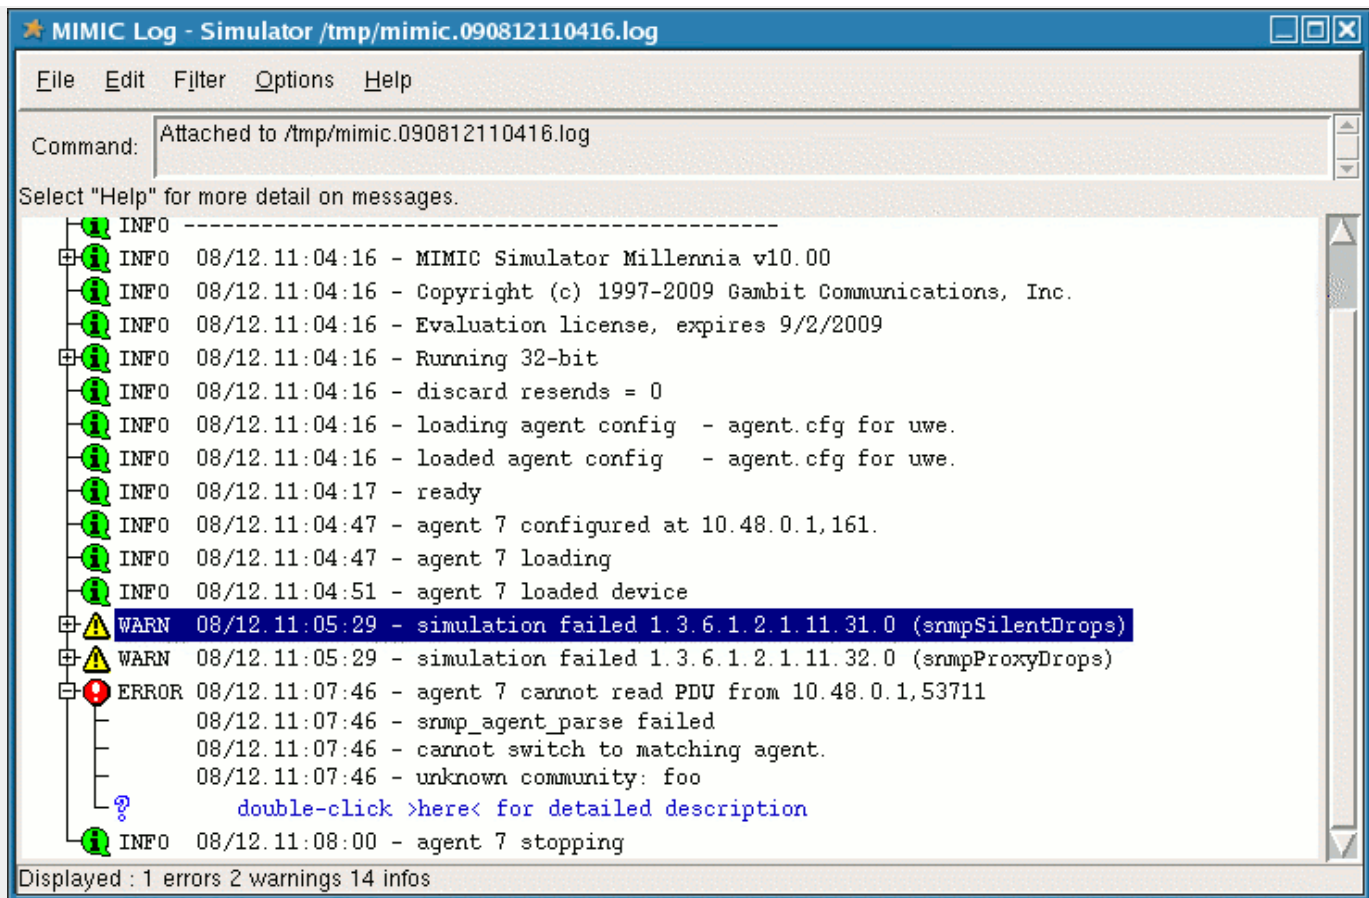 MIMIC Log - Simulator /tmp/mimic.090812110416.log
File Edit Filter Options Help
Command: Attached to /tmp/mimic.090812110416.log
Select "Help" for more detail on messages.
INFO ----------------------------------------------
INFO 08/12.11:04:16 - MIMIC Simulator Millennia v10.00
INFO 08/12.11:04:16 - Copyright (c) 1997-2009 Gambit Communications, Inc.
INFO 08/12.11:04:16 - Evaluation license, expires 9/2/2009
INFO 08/12.11:04:16 - Running 32-bit
INFO 08/12.11:04:16 - discard resends = 0
INFO 08/12.11:04:16 - loading agent config - agent.cfg for uwe.
INFO 08/12.11:04:16 - loaded agent config - agent.cfg for uwe.
INFO 08/12.11:04:17 - ready
INFO 08/12.11:04:47 - agent 7 configured at 10.48.0.1,161.
INFO 08/12.11:04:47 - agent 7 loading
INFO 08/12.11:04:51 - agent 7 loaded device
WARN 08/12.11:05:29 - simulation failed 1.3.6.1.2.1.11.31.0 (snmpSilentDrops)
WARN 08/12.11:05:29 - simulation failed 1.3.6.1.2.1.11.32.0 (snmpProxyDrops)
ERROR 08/12.11:07:46 - agent 7 cannot read PDU from 10.48.0.1,53711
08/12.11:07:46 - snmp_agent_parse failed
08/12.11:07:46 - cannot switch to matching agent.
08/12.11:07:46 - unknown community: foo
? double-click >here< for detailed description
INFO 08/12.11:08:00 - agent 7 stopping
Displayed : 1 errors 2 warnings 14 infos